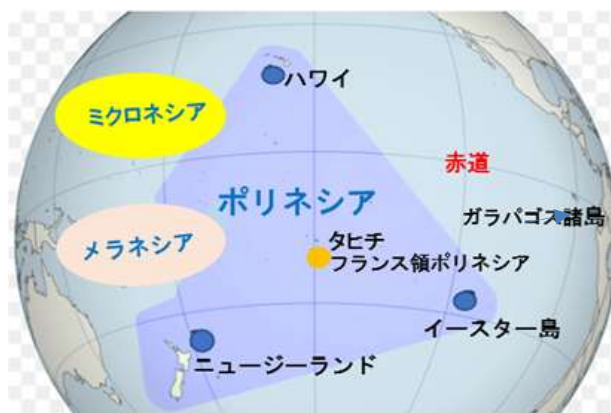 ハワイ
ミクロネシア
赤道
ポリネシア
ガラパゴス諸島
メラネシア
タヒチ
フランス領ポリネシア
イースター島
ニュージーランド